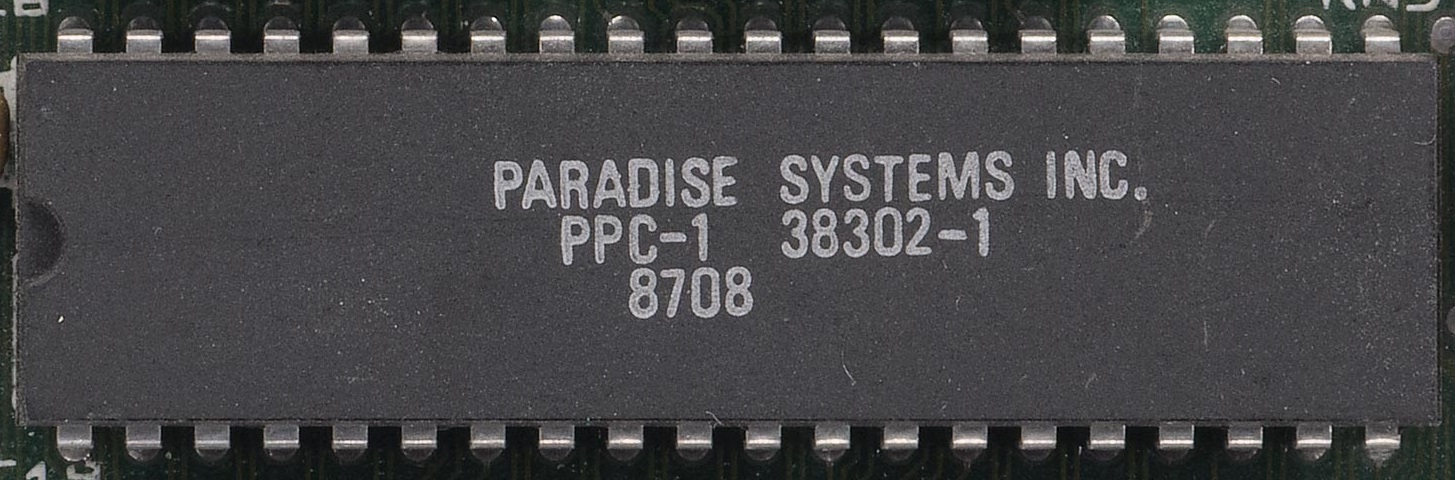 PARADISE SYSTEMS INC.
PPC-1 38302-1
8708